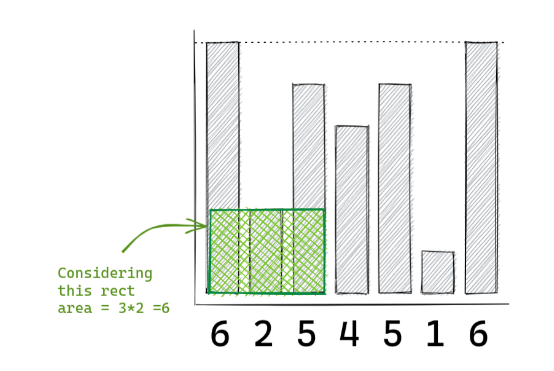 Considering
this rect
area = 3*2 =6
6 2 5 4 5 1 6